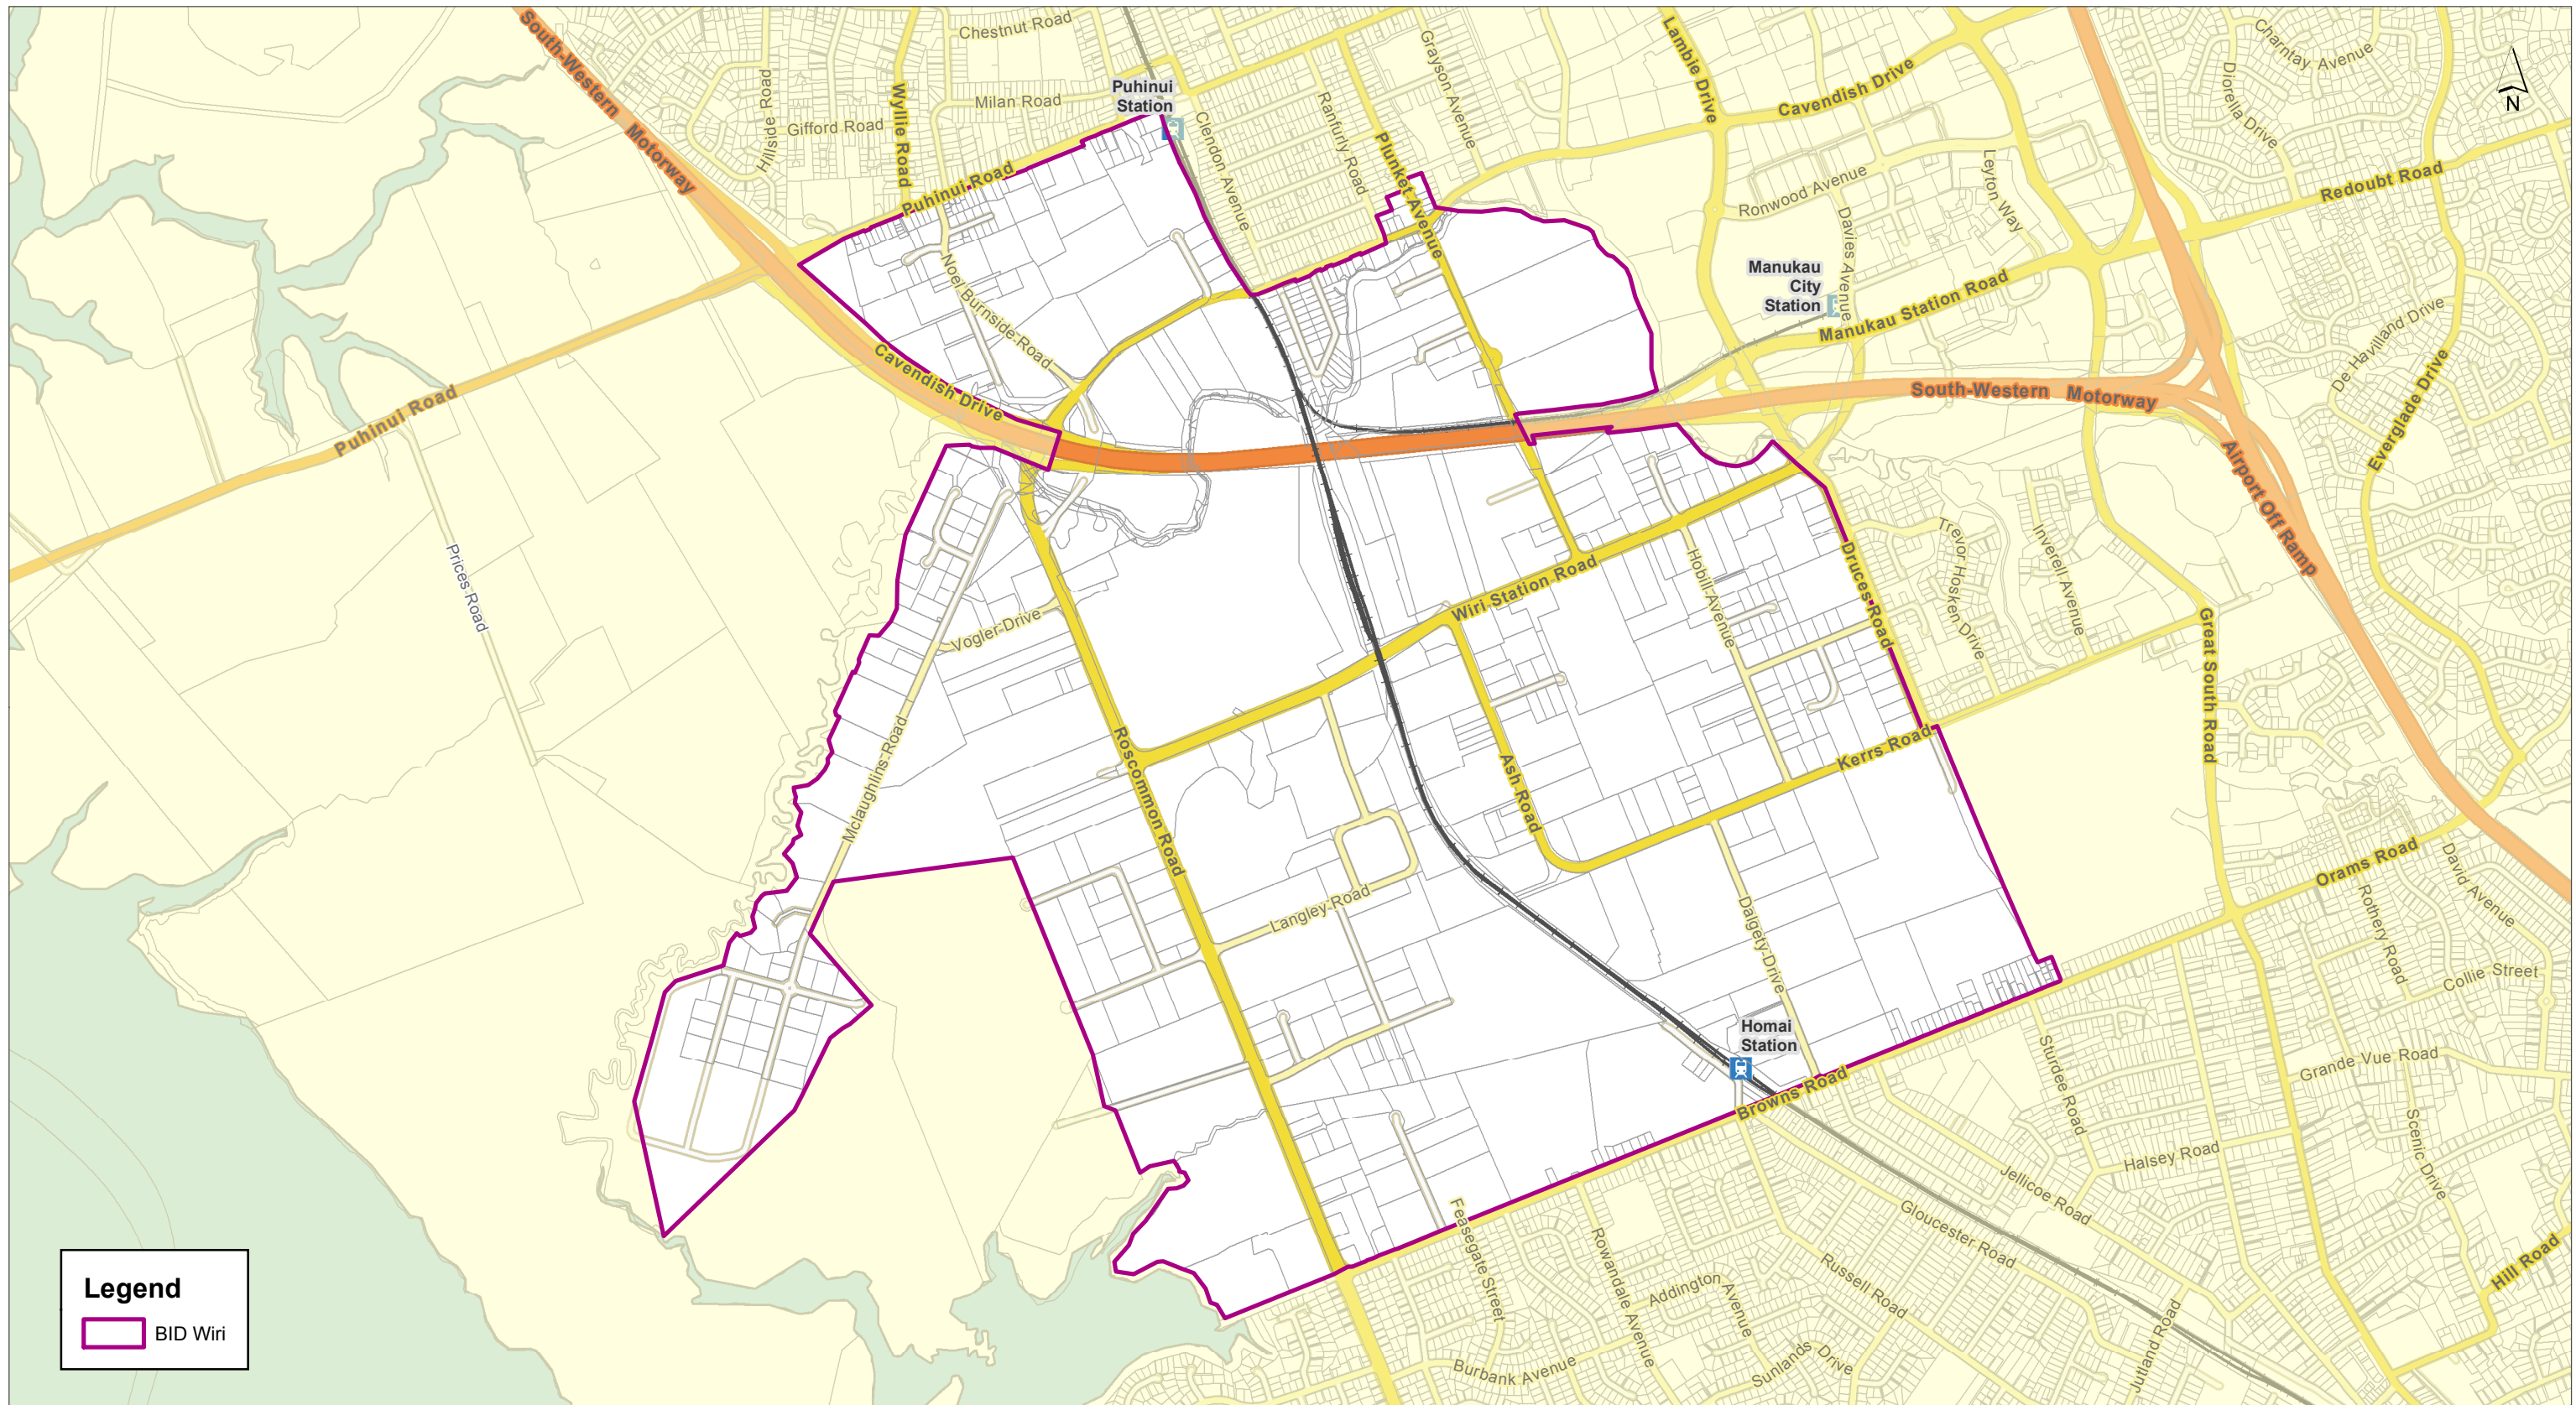 South-Western Motorway
Chestnut Road
Hillside Road
Gifford Road
Wyllie Road
Milan Road
Puhinui
Station
Clendon Avenue
Ranfurly Road
Plunket Avenue
Grayson Avenue
Lambie Drive
Cavendish Drive
Charntay Avenue
Diorella Drive
N
Redoubt Road
Ronwood Avenue
Leyton Way
Davies Avenue
Manukau
City
Station
Manukau Station Road
Puhinui Road
Noel Burnside Road
Cavendish Drive
Puhinui Road
South-Western Motorway
De Havilland Drive
Everglade Drive
Airport Off Ramp
Prices Road
Vogler Drive
Wiri Station Road
Hobill Avenue
Druces Road
Trevor Hosken Drive
Inverell Avenue
Great South Road
Mclaughlins Road
Roscommon Road
Ash Road
Kerrs Road
Langley Road
Dalgety Drive
Orams Road
David Avenue
Rothery Road
Collie Street
Homai
Station
Browns Road
Sturdee Road
Grande Vue Road
Scenic Drive
Halsey Road
Jellicoe Road
Gloucester Road
Russell Road
Feasegate Street
Rowandale Avenue
Addington Avenue
Sunlands Drive
Burbank Avenue
Jutland Road
Hill Road
Legend
BID Wiri